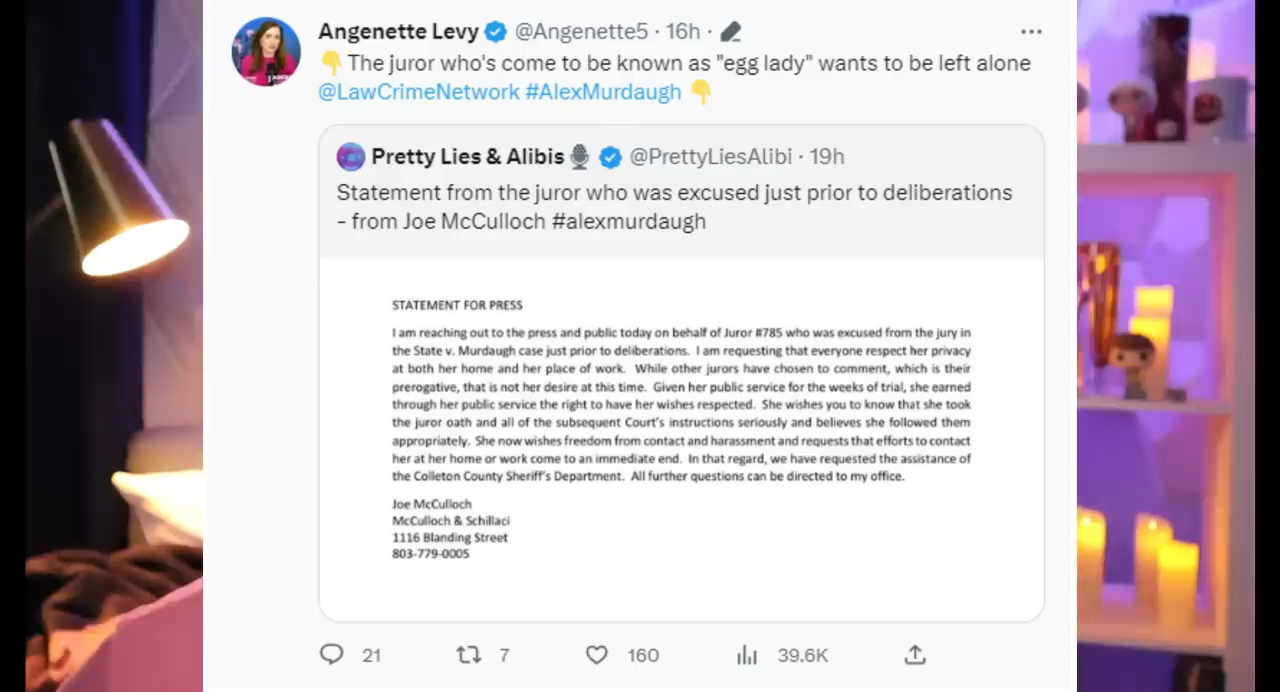 Angenette Levy @Angenette5 · 16h ·
👇 The juror who's come to be known as "egg lady" wants to be left alone
@LawCrimeNetwork #AlexMurdaugh 👇
Pretty Lies & Alibis🎙 @PrettyLiesAlibi · 19h
Statement from the juror who was excused just prior to deliberations
- from Joe McCulloch #alexmurdaugh
STATEMENT FOR PRESS
I am reaching out to the press and public today on behalf of Juror #785 who was excused from the jury in
the State v. Murdaugh case just prior to deliberations. I am requesting that everyone respect her privacy
at both her home and her place of work. While other jurors have chosen to comment, which is their
prerogative, that is not her desire at this time. Given her public service for the weeks of trial, she earned
through her public service the right to have her wishes respected. She wishes you to know that she took
the juror oath and all of the subsequent Court's instructions seriously and believes she followed them
appropriately. She now wishes freedom from contact and harassment and requests that efforts to contact
her at her home or work come to an immediate end. In that regard, we have requested the assistance of
the Colleton County Sheriff's Department. All further questions can be directed to my office.
Joe McCulloch
McCulloch & Schillaci
1116 Blanding Street
803-779-0005
21 7 160 39.6K